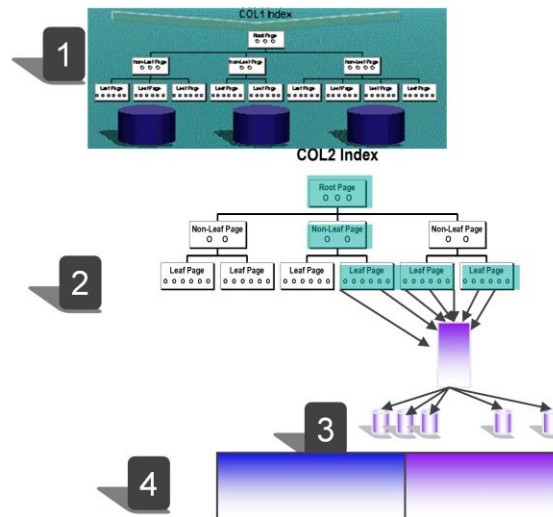 1
COL1 Index
Root Page
Non-Leaf Page Non-Leaf Page Non-Leaf Page
Leaf Page Leaf Page Leaf Page Leaf Page Leaf Page Leaf Page Leaf Page Leaf Page Leaf Page
COL2 Index
Root Page
Non-Leaf Page Non-Leaf Page Non-Leaf Page
2
Leaf Page Leaf Page Leaf Page Leaf Page Leaf Page Leaf Page
3
4